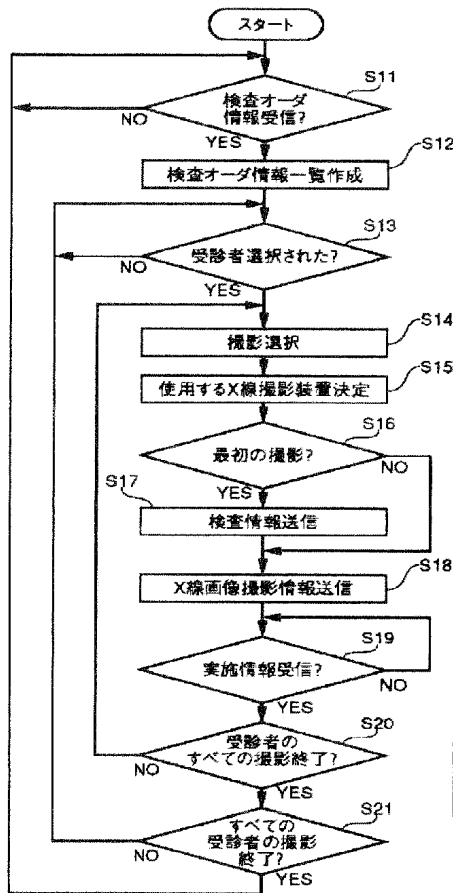 スタート
S11
検査オーダ
情報受信?
NO
YES
S12
検査オーダ情報一覧作成
S13
受診者選択された?
NO
YES
S14
撮影選択
S15
使用するX線撮影装置決定
S16
最初の撮影?
NO
S17
YES
検査情報送信
S18
X線画像撮影情報送信
S19
実施情報受信?
NO
YES
S20
受診者の
すべての撮影終了?
NO
YES
S21
すべての
受診者の撮影
終了?
NO
YES